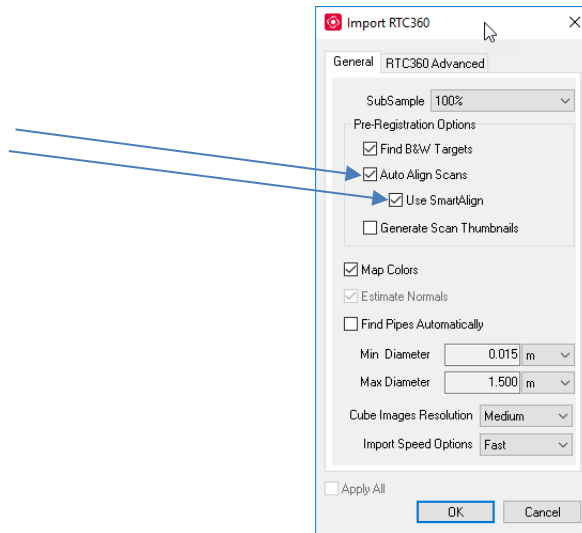 Import RTC360
General RTC360 Advanced
SubSample 100%
Pre-Registration Options
Find B&W Targets
Auto Align Scans
Use SmartAlign
Generate Scan Thumbnails
Map Colors
Estimate Normals
Find Pipes Automatically
Min Diameter 0.015 m
Max Diameter 1.500 m
Cube Images Resolution Medium
Import Speed Options Fast
Apply All
OK Cancel